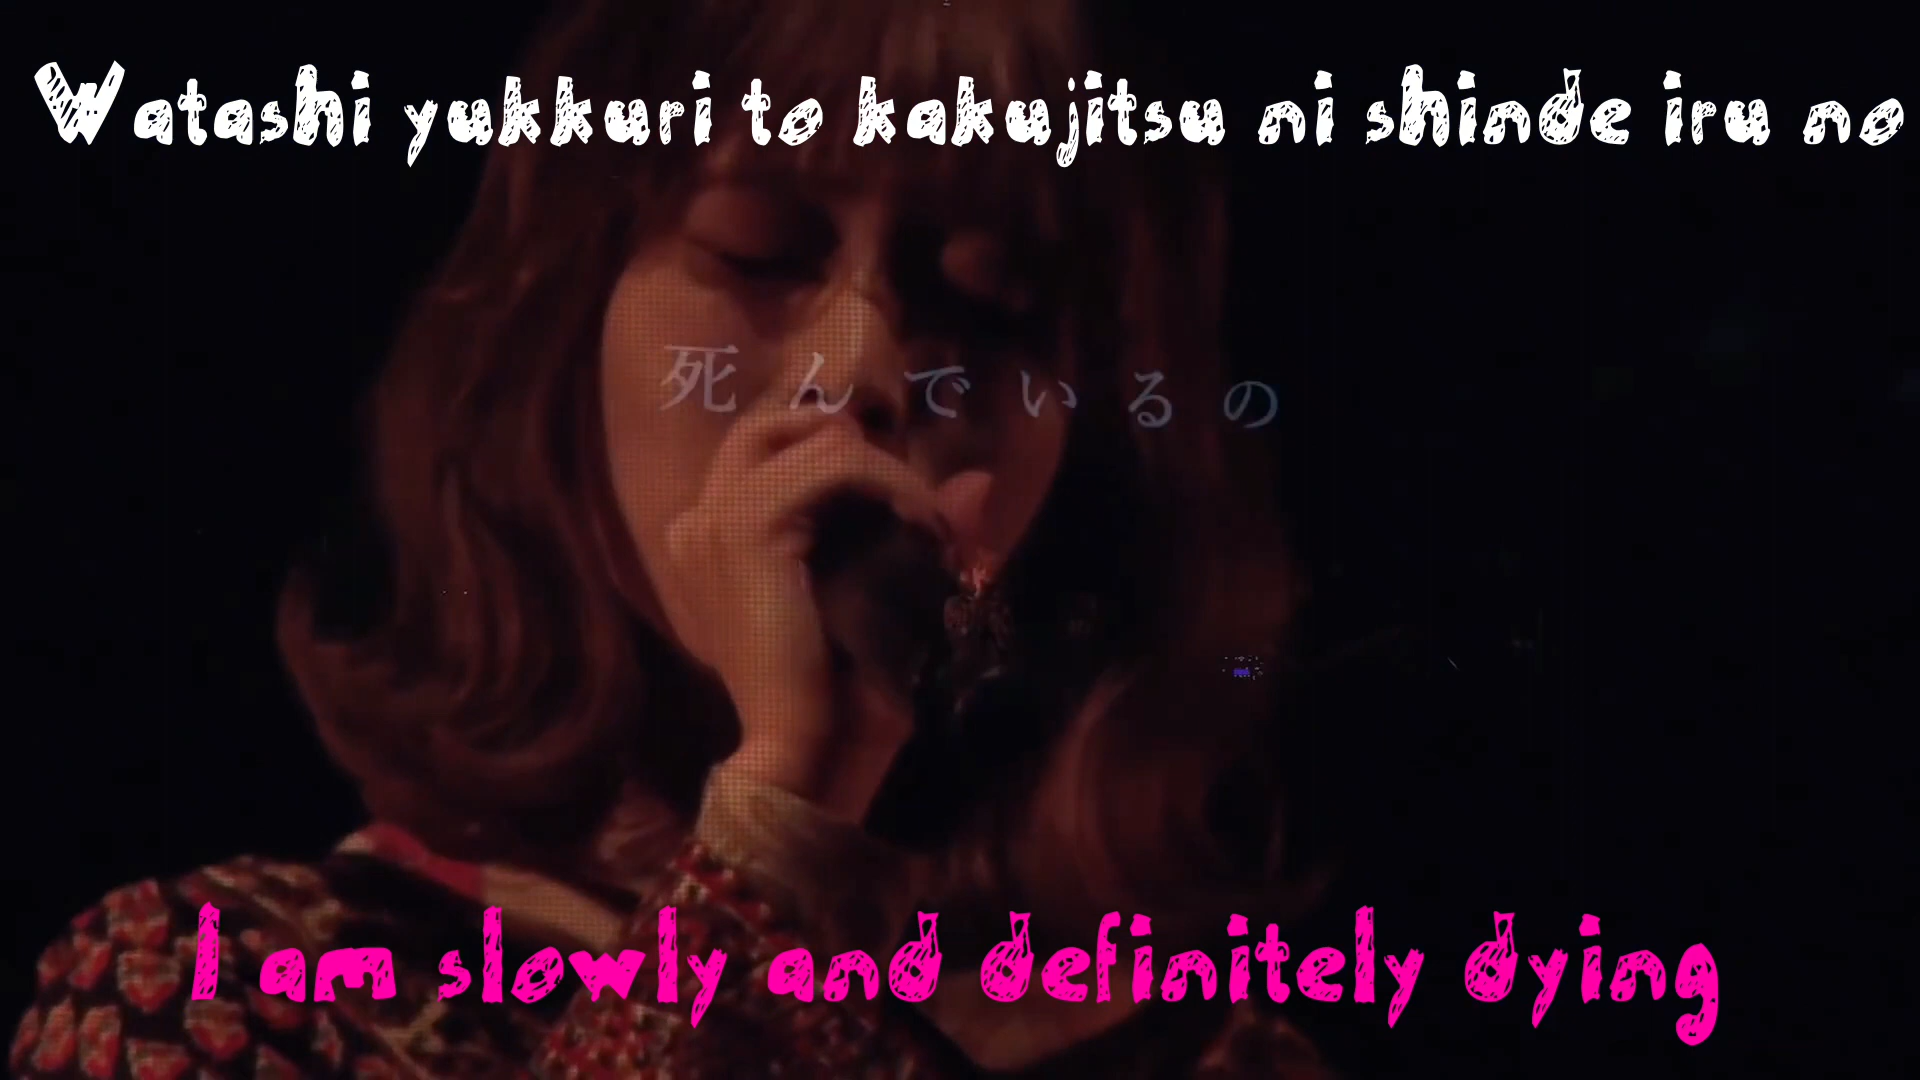 Watashi yukkuri to kakujitsu ni shinde iru no
死んでいるの
I am slowly and definitely dying